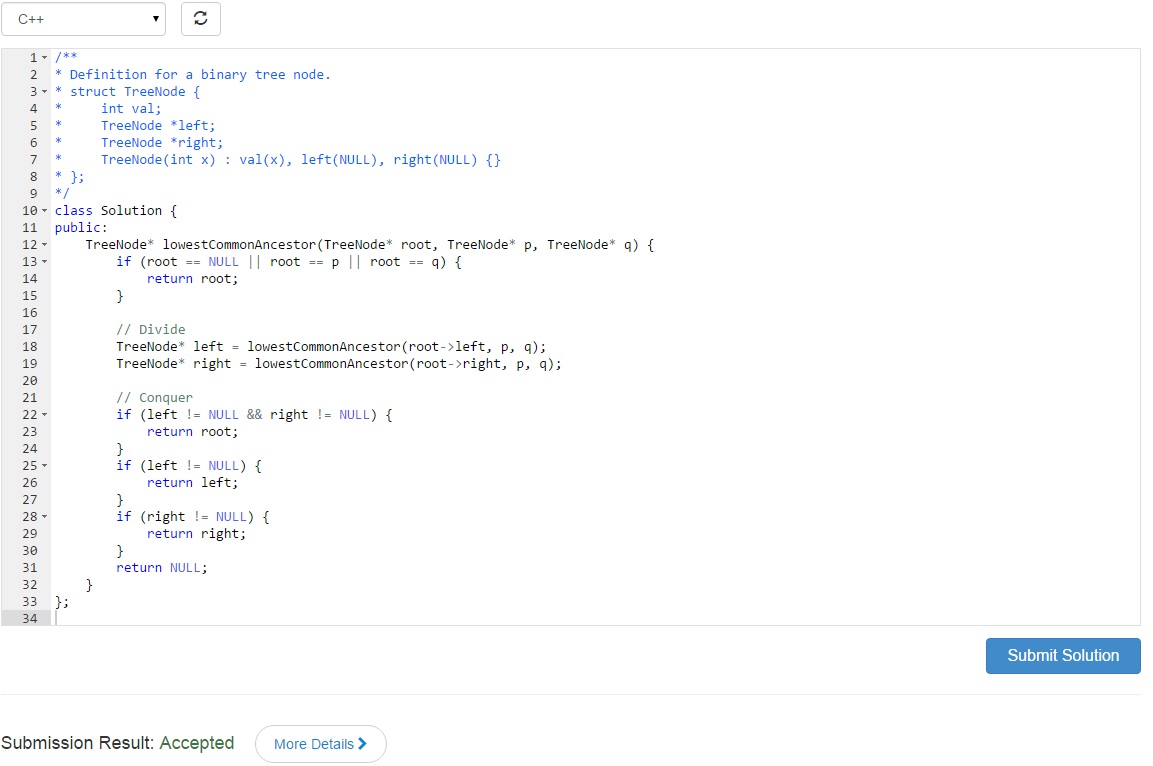 C++
1 /**
2 * Definition for a binary tree node.
3 * struct TreeNode {
4 *     int val;
5 *     TreeNode *left;
6 *     TreeNode *right;
7 *     TreeNode(int x) : val(x), left(NULL), right(NULL) {}
8 * };
9 */
10 class Solution {
11 public:
12     TreeNode* lowestCommonAncestor(TreeNode* root, TreeNode* p, TreeNode* q) {
13         if (root == NULL || root == p || root == q) {
14             return root;
15         }
16
17         // Divide
18         TreeNode* left = lowestCommonAncestor(root->left, p, q);
19         TreeNode* right = lowestCommonAncestor(root->right, p, q);
20
21         // Conquer
22         if (left != NULL && right != NULL) {
23             return root;
24         }
25         if (left != NULL) {
26             return left;
27         }
28         if (right != NULL) {
29             return right;
30         }
31         return NULL;
32     }
33 };
34
Submit Solution
Submission Result: Accepted More Details